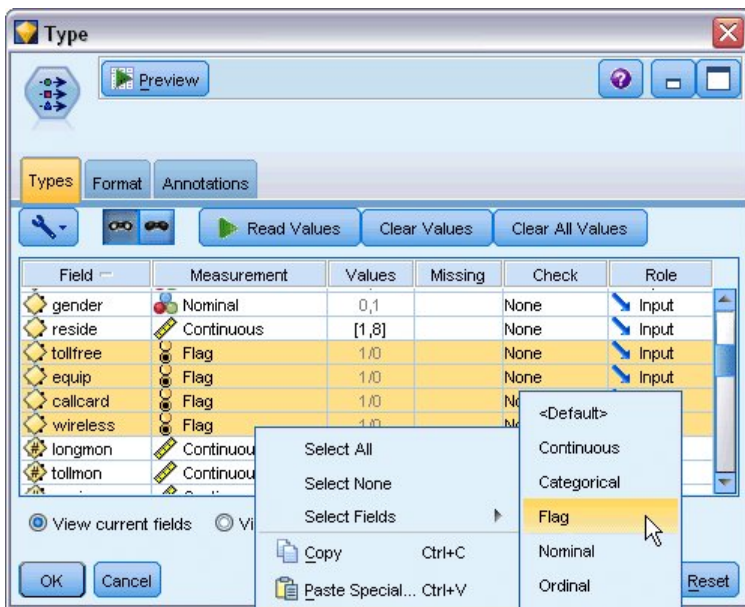 Type
Preview
Types Format Annotations
Read Values Clear Values Clear All Values
Field Measurement Values Missing Check Role
gender Nominal 0,1 None Input
reside Continuous [1,8] None Input
tollfree Flag 1/0 None Input
equip Flag 1/0 None Input
callcard Flag 1/0
wireless Flag 1/0
longmon Continuou
tollmon Continuou
View current fields Vi
OK Cancel Reset
Select All
Select None
Select Fields
Copy Ctrl+C
Paste Special... Ctrl+V
<Default>
Continuous
Categorical
Flag
Nominal
Ordinal